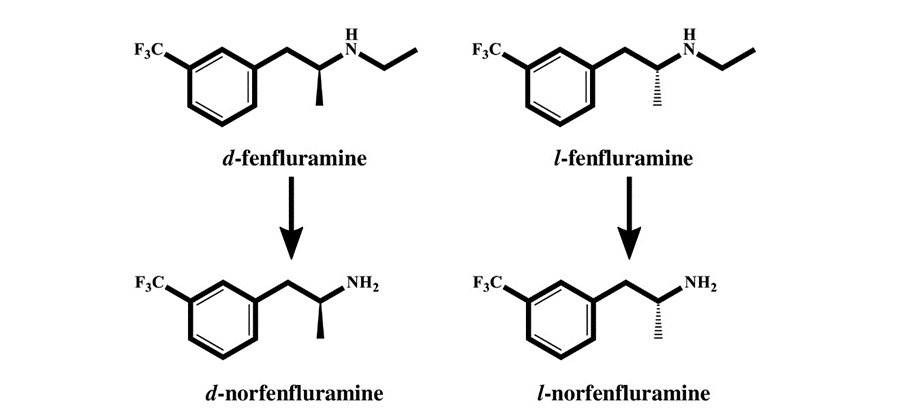 F₃C
H
N
F₃C
H
N
d-fenfluramine
l-fenfluramine
F₃C
NH₂
F₃C
NH₂
d-norfenfluramine
l-norfenfluramine